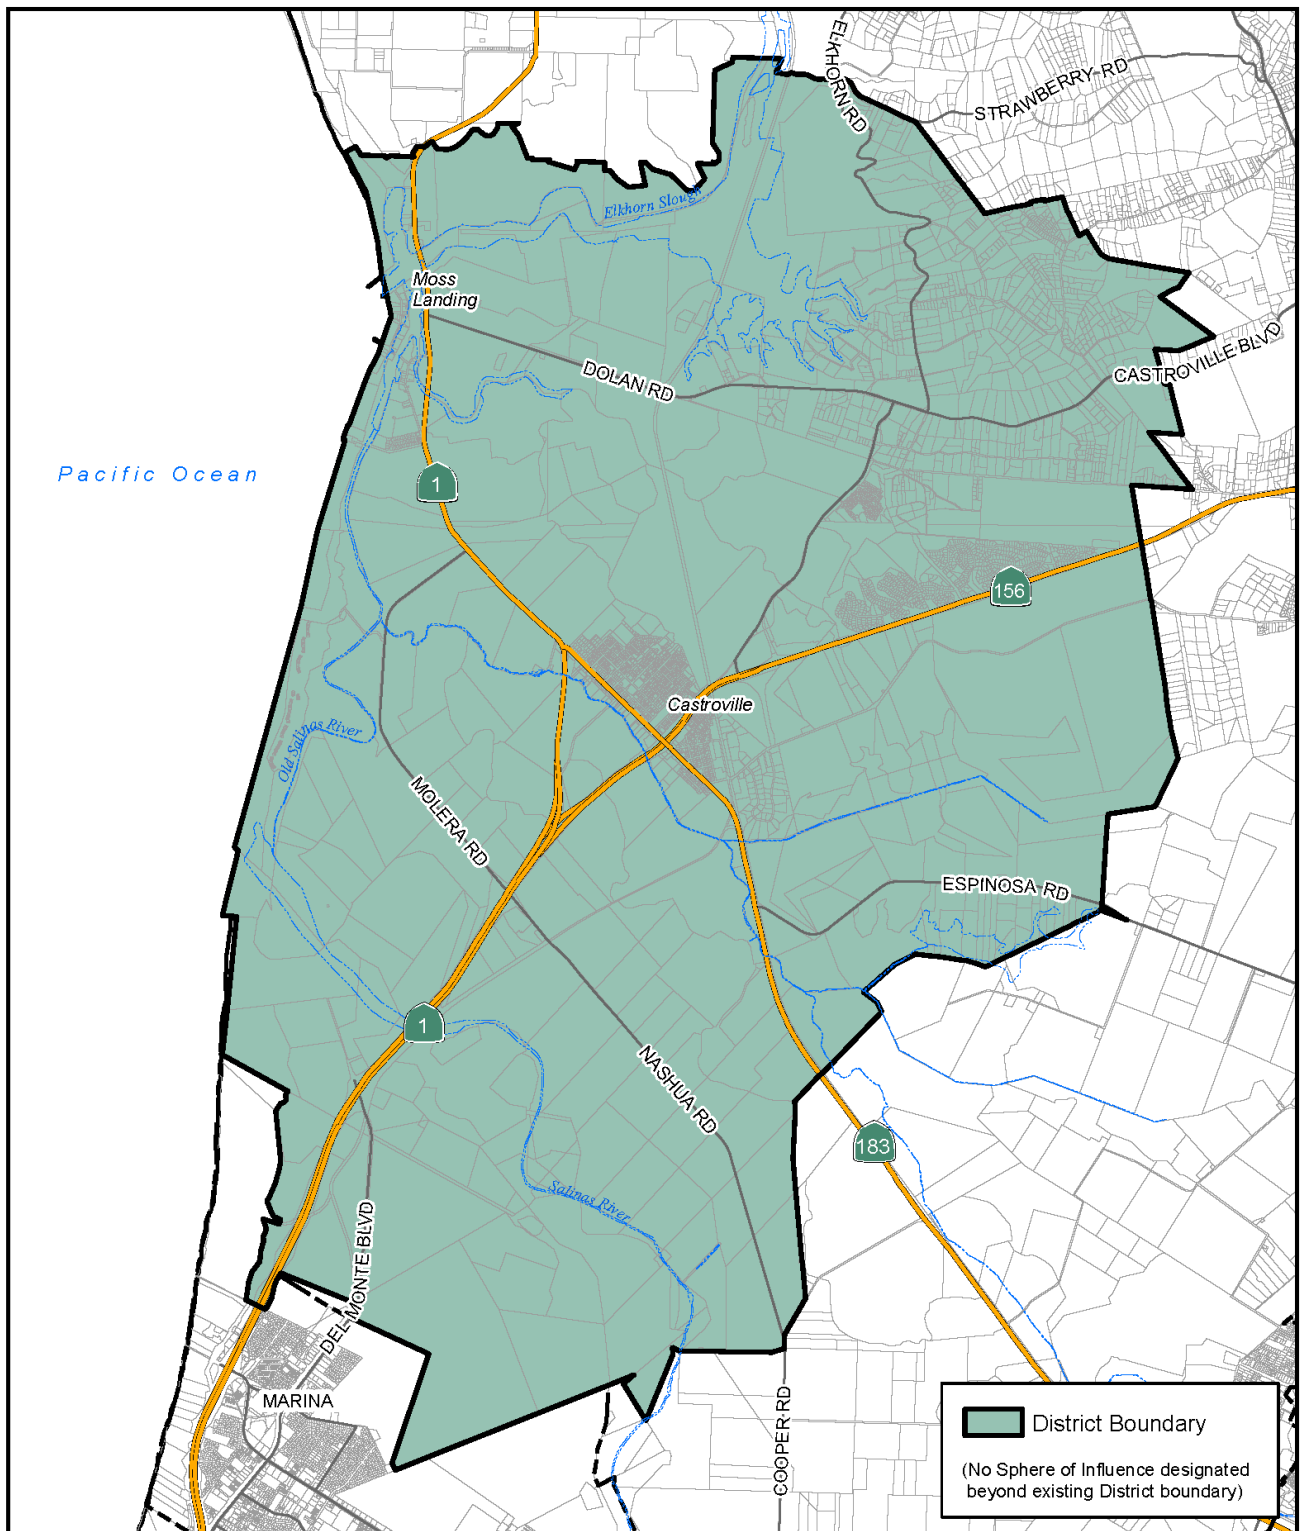 ELKHORN RD
STRAWBERRY RD
Elkhorn Slough
Moss
Landing
CASTROVILLE BLVD
DOLAN RD
Pacific Ocean
1
156
Castroville
Old Salinas River
MOLERA RD
ESPINOSA RD
1
NASHUA RD
183
Salinas River
DEL MONTE BLVD
MARINA
COOPER RD
District Boundary
(No Sphere of Influence designated
beyond existing District boundary)